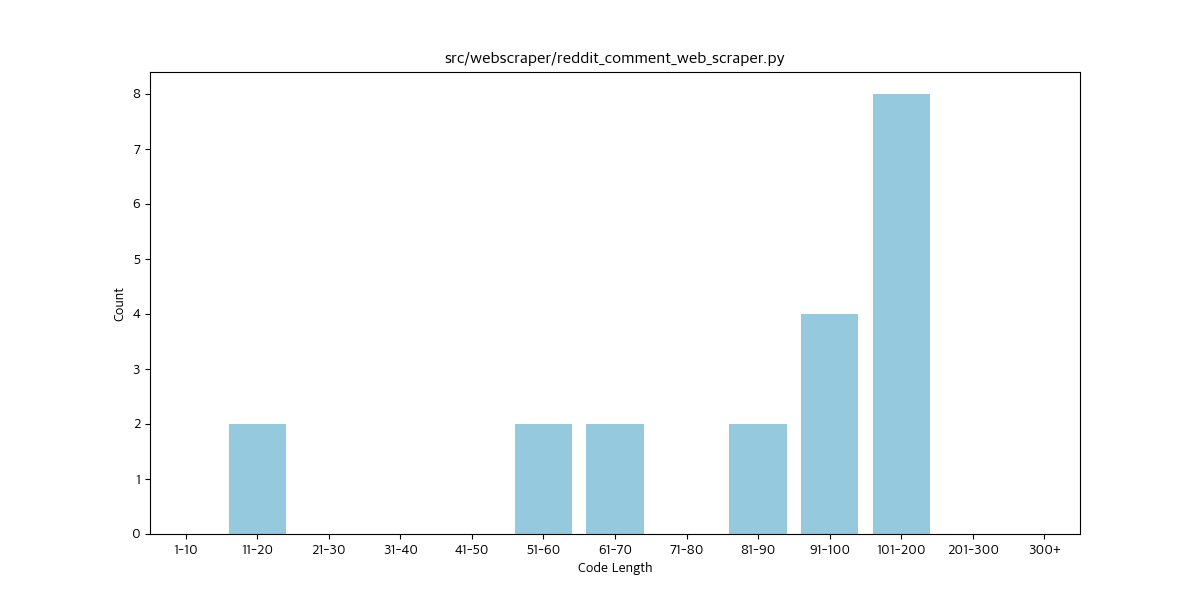 src/webscraper/reddit_comment_web_scraper.py
8
7
6
5
4
3
2
1
0
Count
1-10 11-20 21-30 31-40 41-50 51-60 61-70 71-80 81-90 91-100 101-200 201-300 300+
Code Length